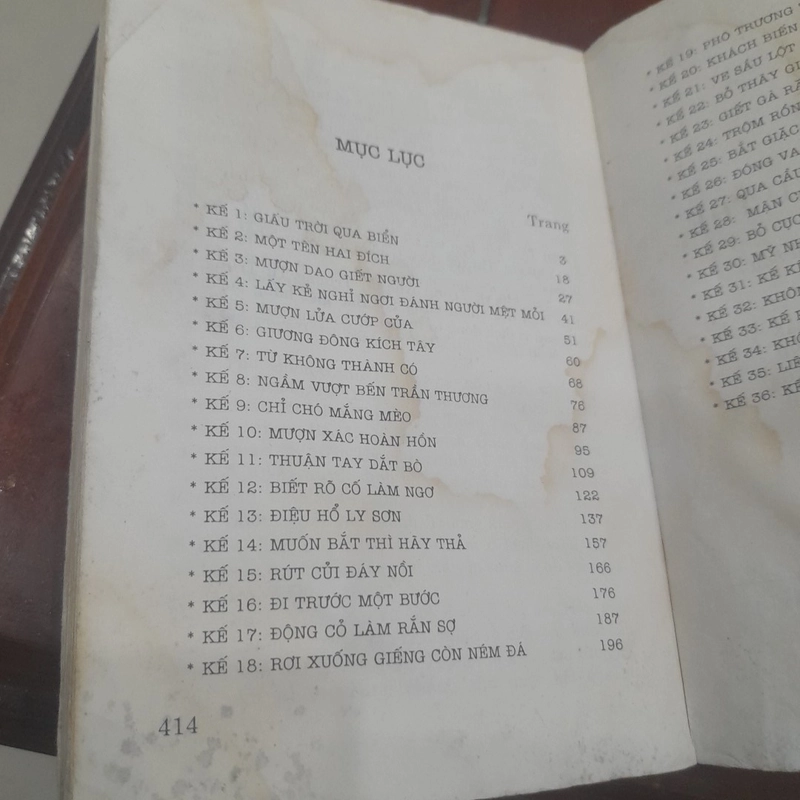 MỤC LỤC
Trang
* KẾ 1: GIẤU TRỜI QUA BIỂN 3
* KẾ 2: MỘT TÊN HAI ĐÍCH 18
* KẾ 3: MƯỢN DAO GIẾT NGƯỜI 27
* KẾ 4: LẤY KẺ NGHỈ NGƠI ĐÁNH NGƯỜI MỆT MỎI 41
* KẾ 5: MƯỢN LỬA CƯỚP CỦA 51
* KẾ 6: GIƯƠNG ĐÔNG KÍCH TÂY 60
* KẾ 7: TỪ KHÔNG THÀNH CÓ 68
* KẾ 8: NGẦM VƯỢT BẾN TRẦN THƯƠNG 76
* KẾ 9: CHỈ CHÓ MẮNG MÈO 87
* KẾ 10: MƯỢN XÁC HOÀN HỒN 95
* KẾ 11: THUẬN TAY DẮT BÒ 109
* KẾ 12: BIẾT RÕ CỐ LÀM NGƠ 122
* KẾ 13: ĐIỆU HỔ LY SƠN 137
* KẾ 14: MUỐN BẮT THÌ HÃY THẢ 157
* KẾ 15: RÚT CỦI ĐÁY NỒI 166
* KẾ 16: ĐI TRƯỚC MỘT BƯỚC 176
* KẾ 17: ĐỘNG CỎ LÀM RẮN SỢ 187
* KẾ 18: RƠI XUỐNG GIẾNG CÒN NÉM ĐÁ 196
414
* KẾ 19: PHÔ TRƯƠNG
* KẾ 20: KHÁCH BIẾN
* KẾ 21: VE SẦU LỘT
* KẾ 22: BỎ THÂY
* KẾ 23: GIẾT GÀ
* KẾ 24: TRỘM RỒNG
* KẾ 25: BẮT GIẶC
* KẾ 26: ĐÓNG
* KẾ 27: QUA CẦU
* KẾ 28: MÂN
* KẾ 29: BỎ
* KẾ 30: MỸ
* KẾ 31: KẾ
* KẾ 32:
* KẾ 33: KẾ
* KẾ 34:
* KẾ 35:
* KẾ 36: